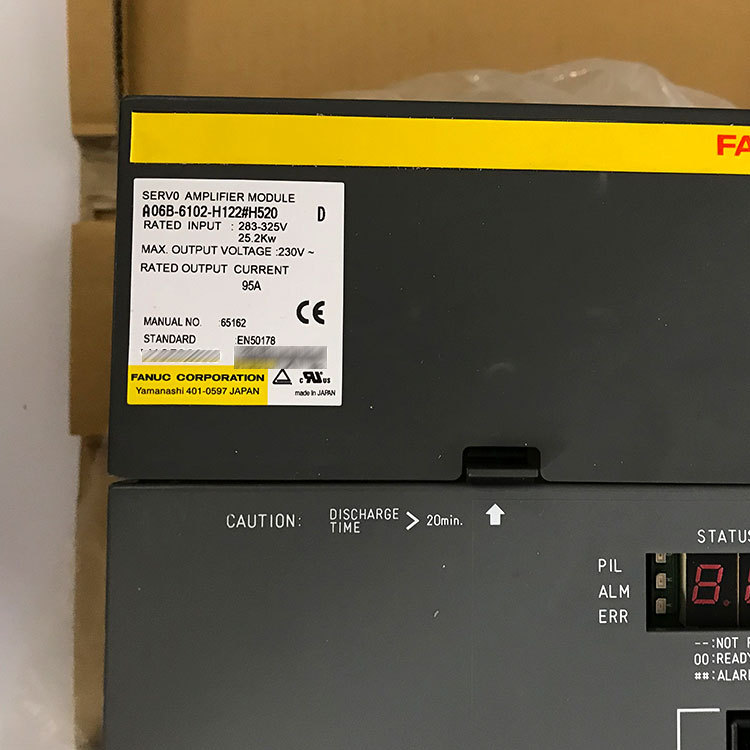 FA
SERVO AMPLIFIER MODULE
A06B-6102-H122#H520 D
RATED INPUT : 283-325V
25.2Kw
MAX. OUTPUT VOLTAGE :230V ~
RATED OUTPUT CURRENT
95A
CE
MANUAL NO. :65162
STANDARD :EN50178
FANUC CORPORATION
Yamanashi 401-0597 JAPAN
c RU us
made in JAPAN
CAUTION: DISCHARGE TIME > 20min.
STATUS
PIL
ALM
ERR
8.
--:NOT
00:READY
##:ALAR